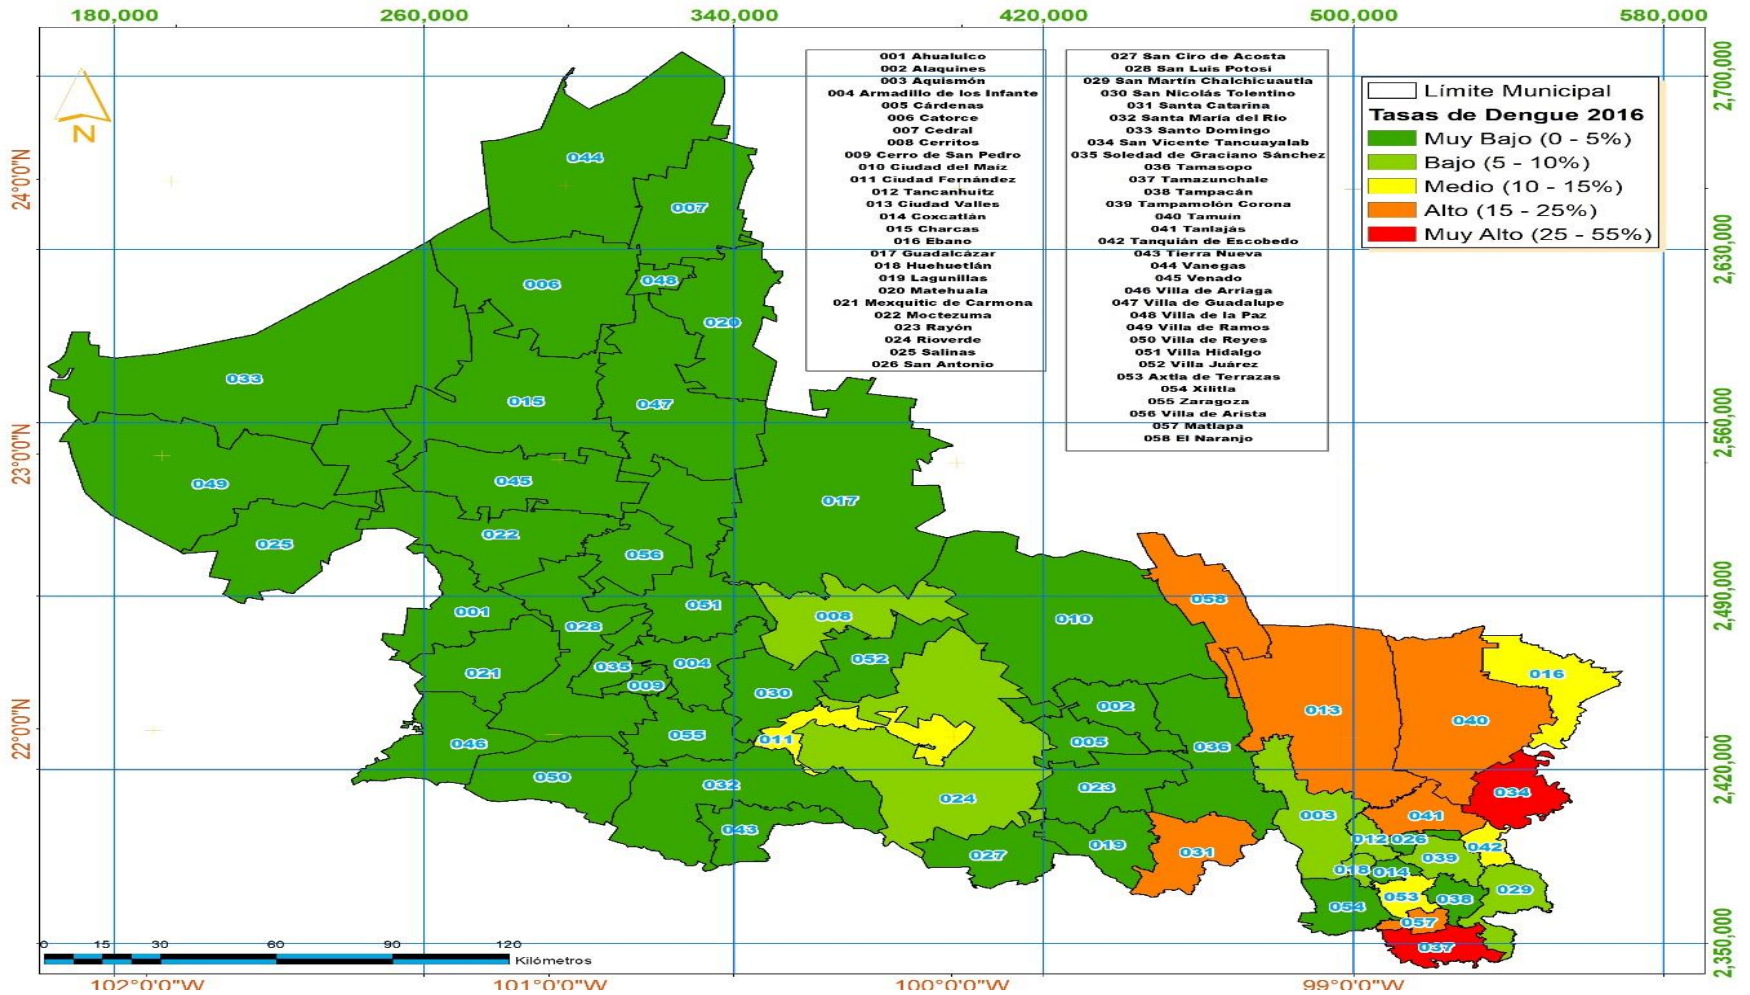 180,000 260,000 340,000 420,000 500,000 580,000
N
001 Ahualulco
002 Alaquines
003 Aquismón
004 Armadillo de los Infante
005 Cárdenas
006 Catorce
007 Cedral
008 Cerritos
009 Cerro de San Pedro
010 Ciudad del Maíz
011 Ciudad Fernández
012 Tancanhuitz
013 Ciudad Valles
014 Coxcatlán
015 Charcas
016 Ebano
017 Guadalcázar
018 Huehuetlán
019 Lagunillas
020 Matehuala
021 Mexquitic de Carmona
022 Moctezuma
023 Rayón
024 Rioverde
025 Salinas
026 San Antonio
027 San Ciro de Acosta
028 San Luis Potosí
029 San Martín Chalchicuautla
030 San Nicolás Tolentino
031 Santa Catarina
032 Santa María del Río
033 Santo Domingo
034 San Vicente Tancuayalab
035 Soledad de Graciano Sánchez
036 Tamasopo
037 Tamazunchale
038 Tampacán
039 Tampamolón Corona
040 Tamuín
041 Tanlajás
042 Tanquián de Escobedo
043 Tierra Nueva
044 Vanegas
045 Venado
046 Villa de Arriaga
047 Villa de Guadalupe
048 Villa de la Paz
049 Villa de Ramos
050 Villa de Reyes
051 Villa Hidalgo
052 Villa Juárez
053 Axtla de Terrazas
054 Xilitla
055 Zaragoza
056 Villa de Arista
057 Matlapa
058 El Naranjo
Límite Municipal
Tasas de Dengue 2016
Muy Bajo (0 - 5%)
Bajo (5 - 10%)
Medio (10 - 15%)
Alto (15 - 25%)
Muy Alto (25 - 55%)
2,700,000
2,630,000
2,560,000
2,490,000
2,420,000
2,350,000
24°0'0"N
23°0'0"N
22°0'0"N
044
007
006
048
020
033
015
047
049
045
017
025
022
056
058
001
051
008
010
028
021
035
004
052
009
030
016
002
013
040
046
055
011
005
036
050
032
023
024
034
043
003
041
027
019
031
012
026
042
039
018
014
029
054
053
038
057
037
0 15 30 60 90 120
Kilómetros
102°0'0"W 101°0'0"W 100°0'0"W 99°0'0"W